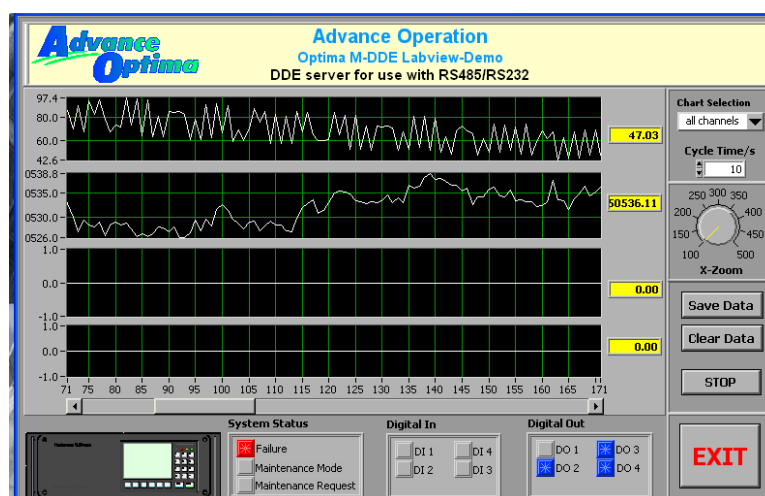 Advance Optima
Advance Operation
Optima M-DDE Labview-Demo
DDE server for use with RS485/RS232
97.4
80.0
60.0
42.6
47.03
0538.8
0535.0
0530.0
0526.0
50536.11
1.0
0.0
-1.0
0.00
1.0
0.0
-1.0
0.00
71 75 80 85 90 95 100 105 110 115 120 125 130 135 140 145 150 155 160 165 171
Chart Selection
all channels
Cycle Time/s
10
250 300 350
200 400
150 450
100 500
X-Zoom
Save Data
Clear Data
STOP
EXIT
System Status
Failure
Maintenance Mode
Maintenance Request
Digital In
DI 1 DI 4
DI 2 DI 3
Digital Out
DO 1 DO 3
DO 2 DO 4